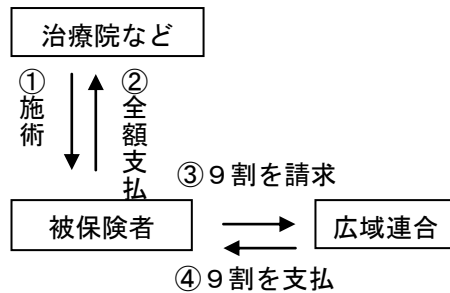 治療院など
①施術
②全額支払
③９割を請求
被保険者
広域連合
④９割を支払